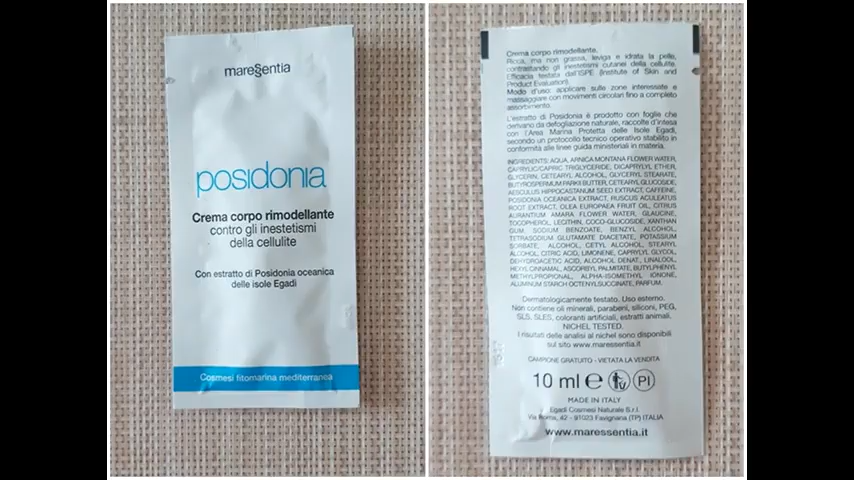 mareSsentia
posidonia
Crema corpo rimodellante
contro gli inestetismi
della cellulite
Con estratto di Posidonia oceanica
delle isole Egadi
Cosmesi fitomarina mediterranea
Crema corpo rimodellante.
Ricca, ma non grassa, leviga e idrata la pelle,
contrastando gli inestetismi cutanei della cellulite.
Efficacia testata dall'ISPE (Institute of Skin and
Product Evaluation).
Modo d'uso: applicare sulle zone interessate e
massaggiare con movimenti circolari fino a completo
assorbimento.
L'estratto di Posidonia è prodotto con foglie che
derivano da defogliazione naturale, raccolte d'intesa
con l'Area Marina Protetta delle Isole Egadi,
secondo un protocollo tecnico operativo stabilito in
conformità alle linee guida ministeriali in materia.
INGREDIENTS: AQUA, ARNICA MONTANA FLOWER WATER,
CAPRYLIC/CAPRIC TRIGLYCERIDE, DICAPRYLYL ETHER,
GLYCERIN, CETEARYL ALCOHOL, GLYCERYL STEARATE,
BUTYROSPERMUM PARKII BUTTER, CETEARYL GLUCOSIDE,
AESCULUS HIPPOCASTANUM SEED EXTRACT, CAFFEINE,
POSIDONIA OCEANICA EXTRACT, RUSCUS ACULEATUS
ROOT EXTRACT, OLEA EUROPAEA FRUIT OIL, CITRUS
AURANTIUM AMARA FLOWER WATER, GLAUCINE,
TOCOPHEROL, LECITHIN, COCO-GLUCOSIDE, XANTHAN
GUM, SODIUM BENZOATE, BENZYL ALCOHOL,
TETRASODIUM GLUTAMATE DIACETATE, POTASSIUM
SORBATE, ALCOHOL, CETYL ALCOHOL, STEARYL
ALCOHOL, CITRIC ACID, LIMONENE, CAPRYLYL GLYCOL,
DEHYDROACETIC ACID, ALCOHOL DENAT., LINALOOL,
HEXYL CINNAMAL, ASCORBYL PALMITATE, BUTYLPHENYL
METHYLPROPIONAL, ALPHA-ISOMETHYL IONONE,
ALUMINUM STARCH OCTENYLSUCCINATE, PARFUM.
Dermatologicamente testato. Uso esterno.
Non contiene oli minerali, parabeni, siliconi, PEG,
SLS, SLES, coloranti artificiali, estratti animali.
NICHEL TESTED.
I risultati delle analisi al nichel sono disponibili
sul sito www.maressentia.it
CAMPIONE GRATUITO - VIETATA LA VENDITA
10 ml e PI
MADE IN ITALY
Egadi Cosmesi Naturale S.r.l.
Via Roma, 42 - 91023 Favignana (TP) ITALIA
www.maressentia.it